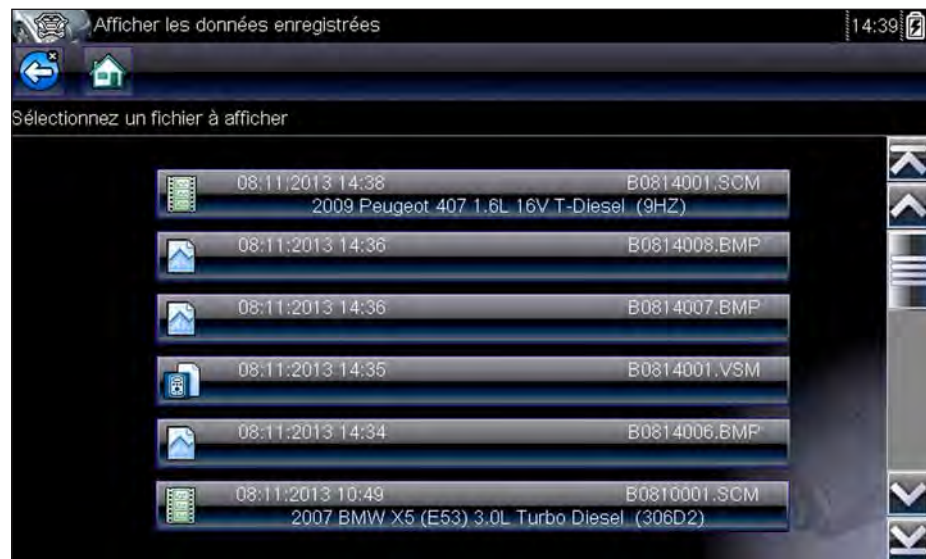 Afficher les données enregistrées 14:39
Sélectionnez un fichier à afficher
08:11:2013 14:38 B0814001.SCM
2009 Peugeot 407 1.6L 16V T-Diesel (9HZ)
08:11:2013 14:36 B0814008.BMP
08:11:2013 14:36 B0814007.BMP
08:11:2013 14:35 B0814001.VSM
08:11:2013 14:34 B0814006.BMP
08:11:2013 10:49 B0810001.SCM
2007 BMW X5 (E53) 3.0L Turbo Diesel (306D2)